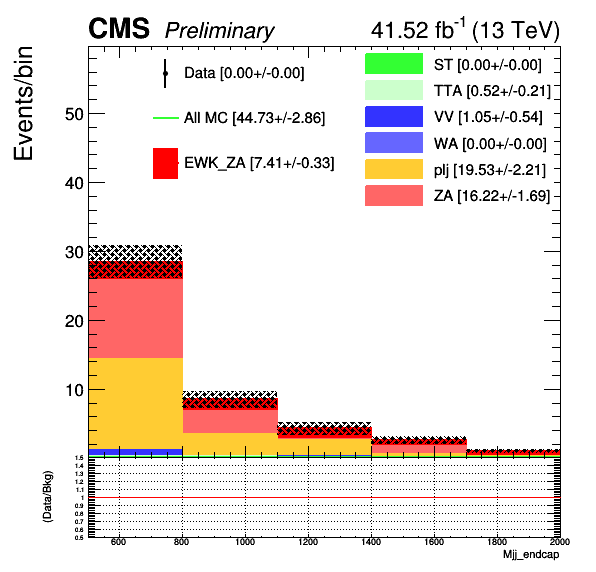 CMS Preliminary 41.52 fb⁻¹ (13 TeV)
Events/bin
Data [0.00+/-0.00]
All MC [44.73+/-2.86]
EWK_ZA [7.41+/-0.33]
ST [0.00+/-0.00]
TTA [0.52+/-0.21]
VV [1.05+/-0.54]
WA [0.00+/-0.00]
plj [19.53+/-2.21]
ZA [16.22+/-1.69]
50
40
30
20
10
(Data/Bkg)
1.5
1.4
1.3
1.2
1.1
1
0.9
0.8
0.7
0.6
0.5
600 800 1000 1200 1400 1600 1800 2000
Mjj_endcap